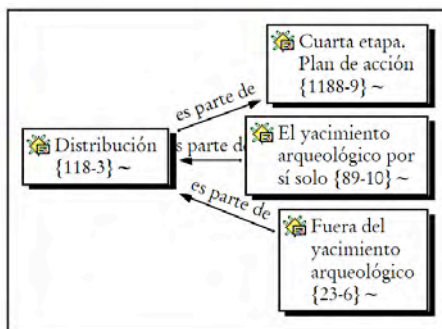 Cuarta etapa.
Plan de acción
{1188-9} ~
es parte de
Distribución
{118-3} ~
s parte de
El yacimiento
arqueológico por
sí solo {89-10} ~
es parte de
Fuera del
yacimiento
arqueológico
{23-6} ~